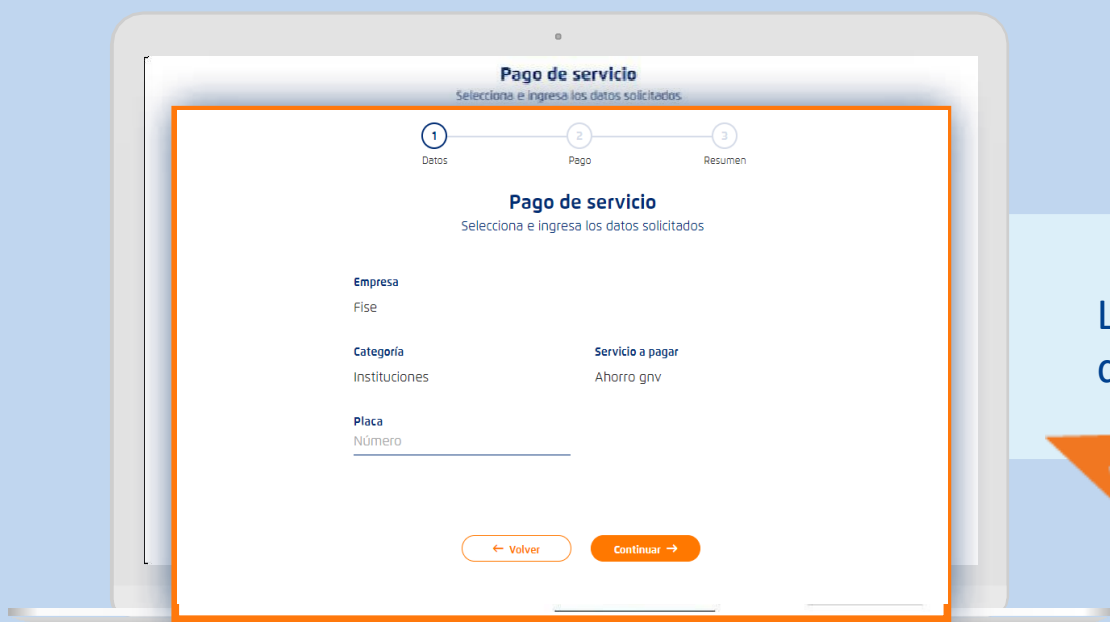 Pago de servicio
Selecciona e ingresa los datos solicitados
1 2 3
Datos Pago Resumen
Pago de servicio
Selecciona e ingresa los datos solicitados
Empresa
Fise
Categoría Servicio a pagar
Instituciones Ahorro gnv
Placa
Número
← Volver Continuar →